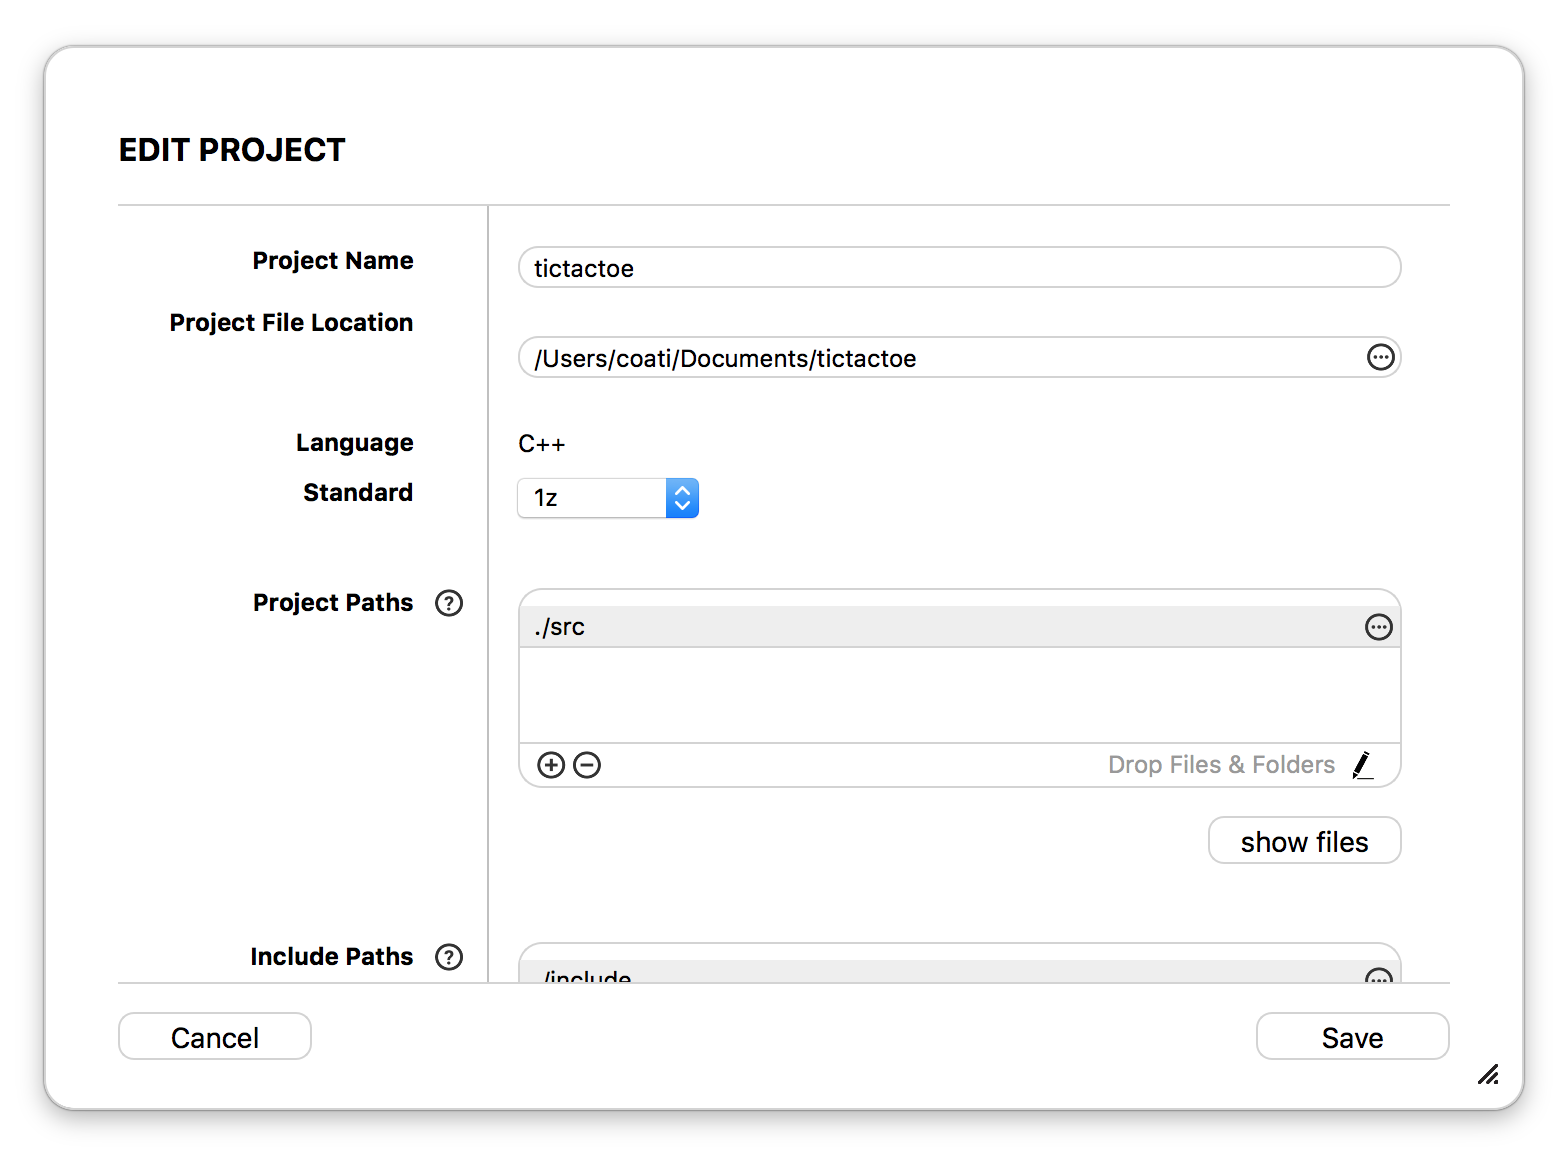 EDIT PROJECT
Project Name
tictactoe
Project File Location
/Users/coati/Documents/tictactoe
Language
C++
Standard
1z
Project Paths
./src
Drop Files & Folders
show files
Include Paths
/include
Cancel
Save